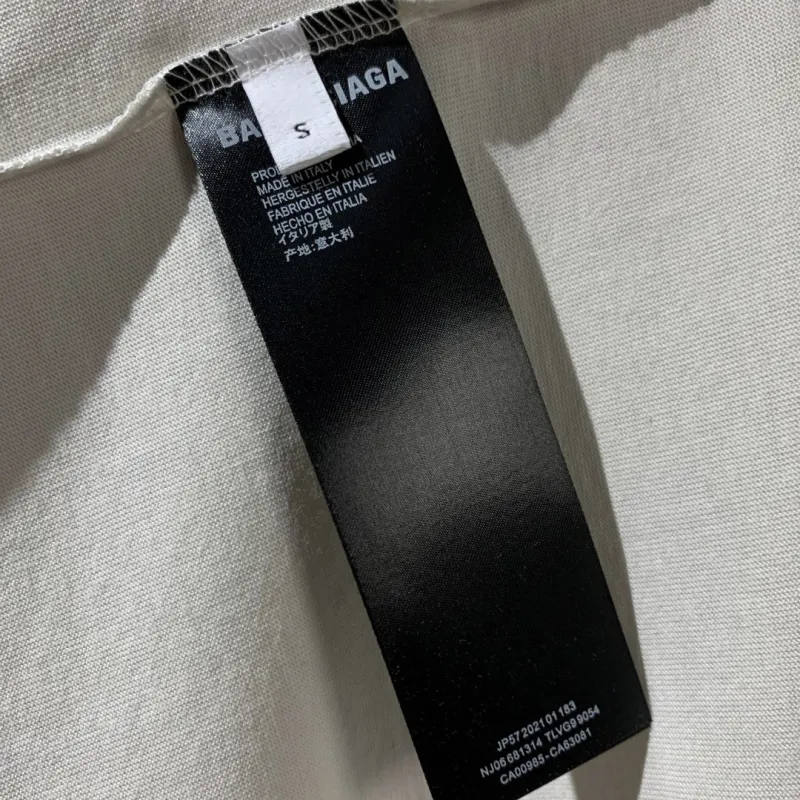 S
MADE IN ITALY
HERGESTELLY IN ITALIEN
FABRIQUE EN ITALIE
HECHO EN ITALIA
イタリア製
产地:意大利
JP57202101183
NJ06681314 TLVG99054
CA00985-CA63081